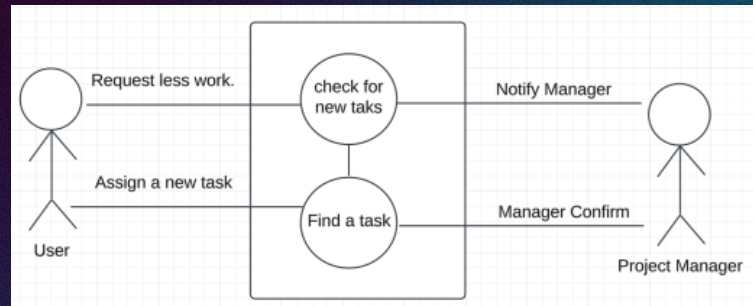 Request less work.
check for
new taks
Notify Manager
Assign a new task
Find a task
Manager Confirm
User
Project Manager